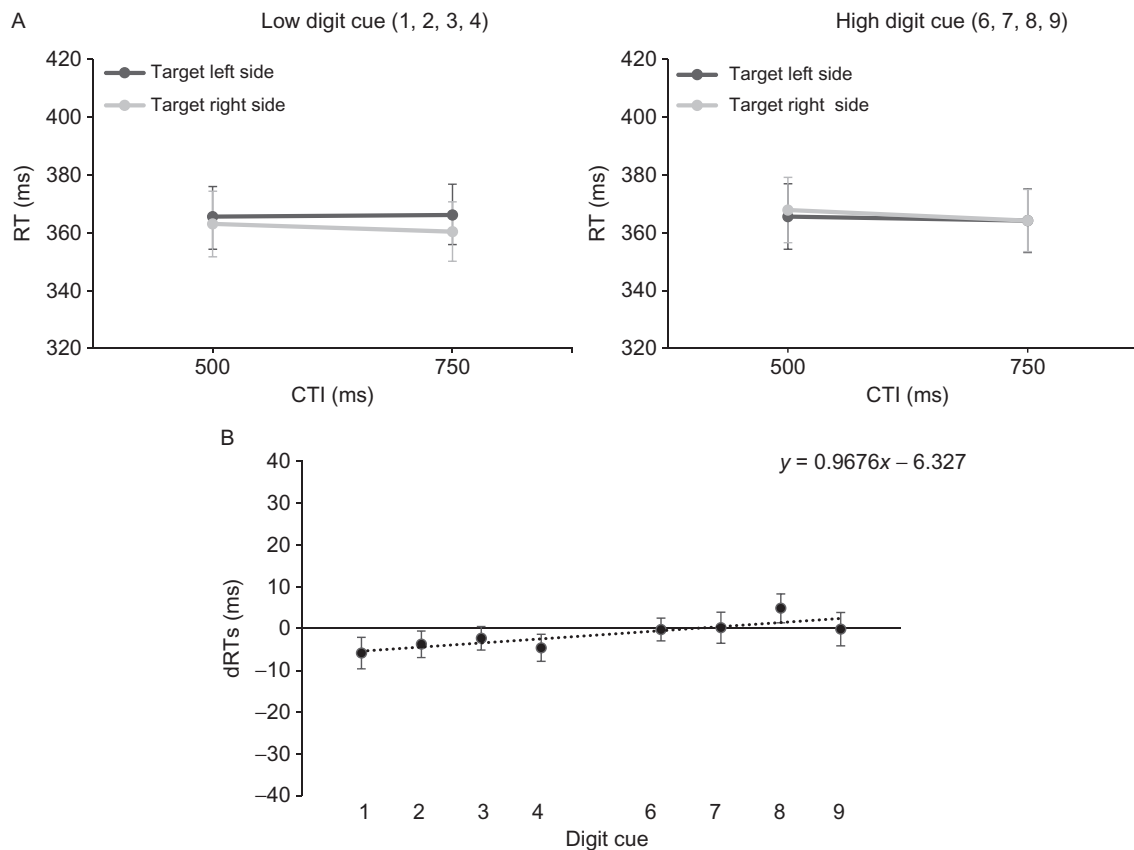 A
Low digit cue (1, 2, 3, 4)
420
400
380
360
340
320
RT (ms)
Target left side
Target right side
500
750
CTI (ms)
High digit cue (6, 7, 8, 9)
420
400
380
360
340
320
RT (ms)
Target left side
Target right side
500
750
CTI (ms)
B
y = 0.9676x – 6.327
40
30
20
10
0
–10
–20
–30
–40
dRTs (ms)
1 2 3 4 6 7 8 9
Digit cue